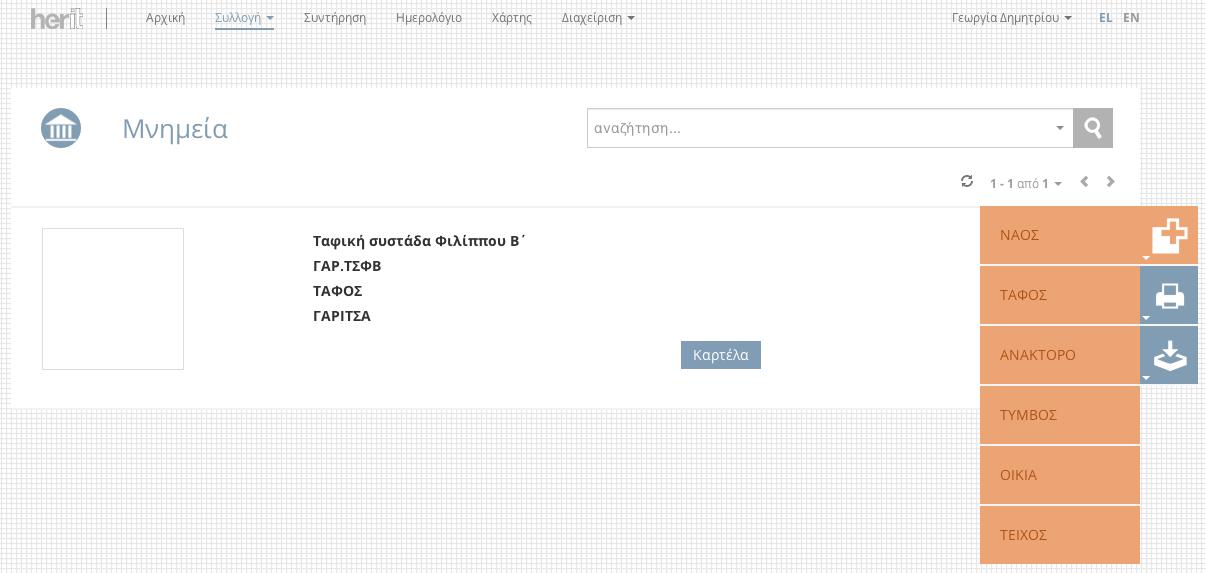 herit Αρχική Συλλογή Συντήρηση Ημερολόγιο Χάρτης Διαχείριση Γεωργία Δημητρίου EL EN
Μνημεία αναζήτηση...
1 - 1 από 1
Ταφική συστάδα Φιλίππου Β΄
ΓΑΡ.ΤΣΦΒ
ΤΑΦΟΣ
ΓΑΡΙΤΣΑ
Καρτέλα
ΝΑΟΣ
ΤΑΦΟΣ
ΑΝΑΚΤΟΡΟ
ΤΥΜΒΟΣ
ΟΙΚΙΑ
ΤΕΙΧΟΣ